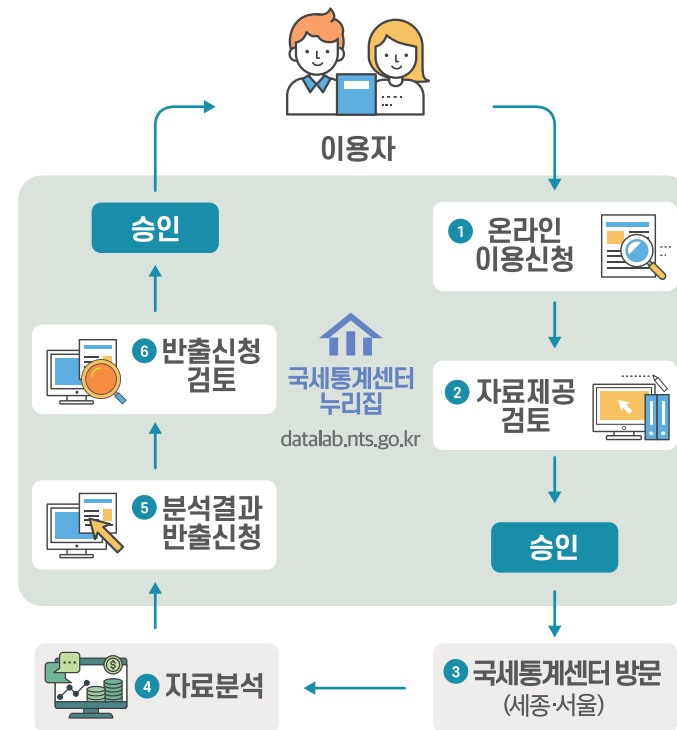 이용자
1 온라인
이용신청
2 자료제공
검토
승인
3 국세통계센터 방문
(세종·서울)
4 자료분석
5 분석결과
반출신청
6 반출신청
검토
승인
국세통계센터
누리집
datalab.nts.go.kr